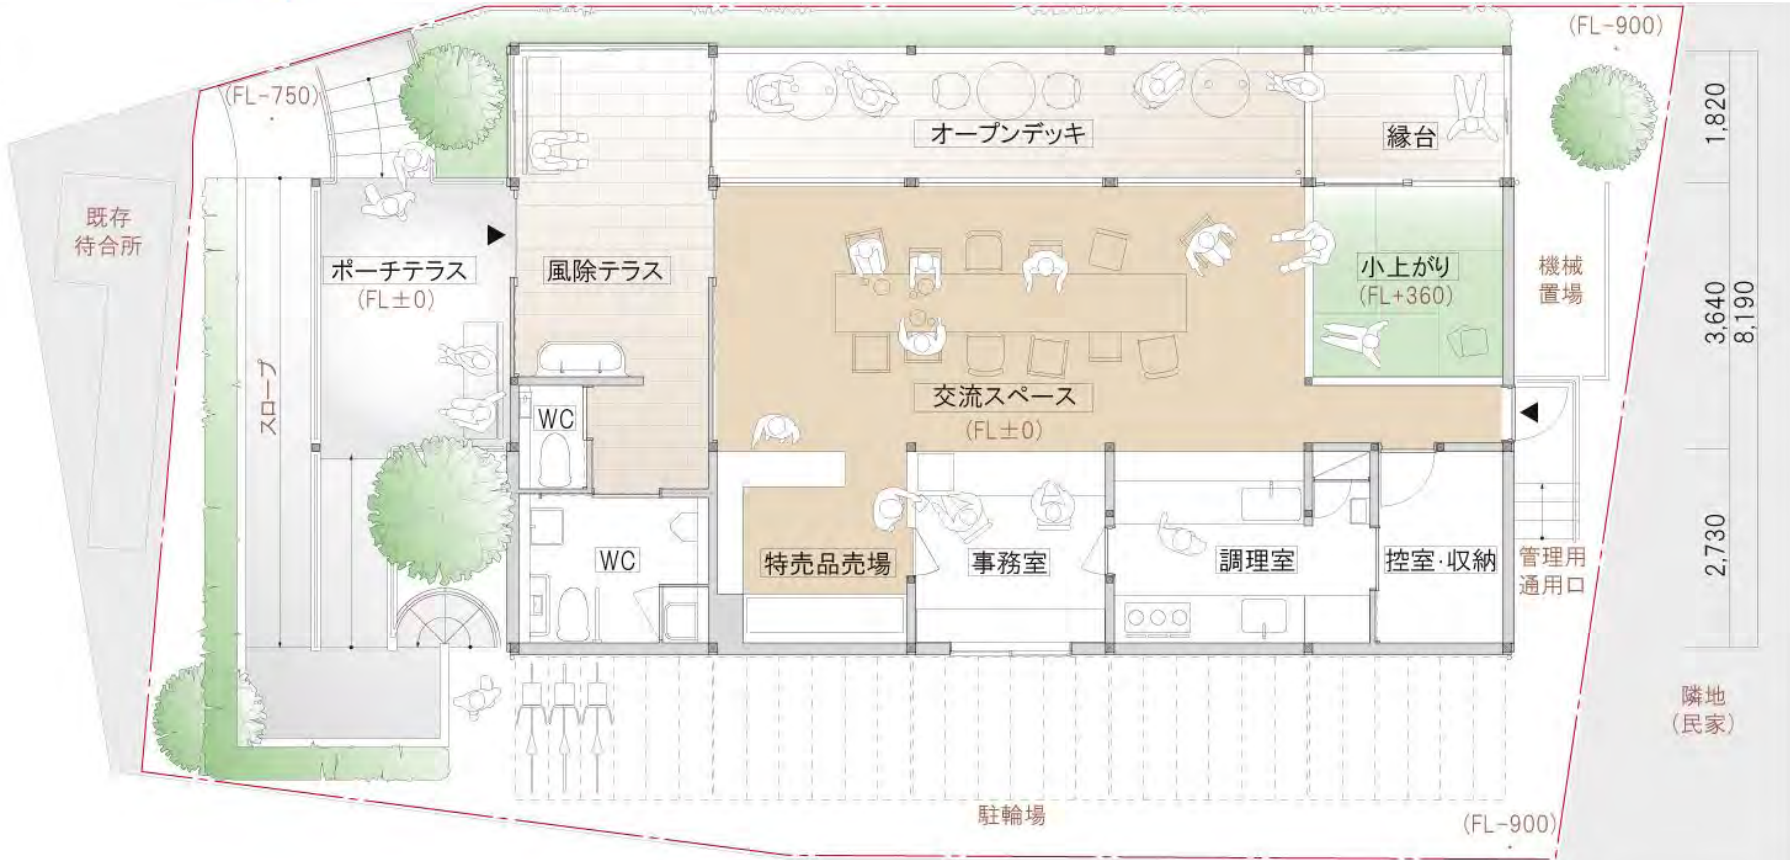 (FL-900)
(FL-750)
1,820
オープンデッキ
縁台
既存
待合所
ポーチテラス
(FL±0)
風除テラス
小上がり
(FL+360)
機械
置場
3,640
8,190
スロープ
交流スペース
(FL±0)
WC
WC
特売品売場
事務室
調理室
控室・収納
管理用
通用口
2,730
隣地
(民家)
駐輪場
(FL-900)